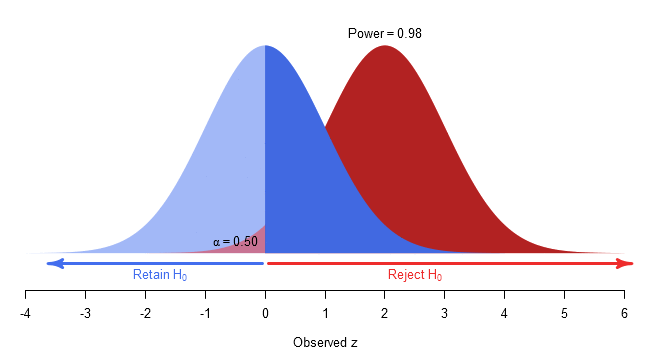 Power = 0.98
α = 0.50
Retain H₀
Reject H₀
-4 -3 -2 -1 0 1 2 3 4 5 6
Observed z